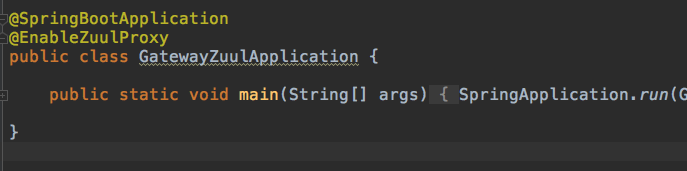 @SpringBootApplication
@EnableZuulProxy
public class GatewayZuulApplication {
public static void main(String[] args) { SpringApplication.run(G
}